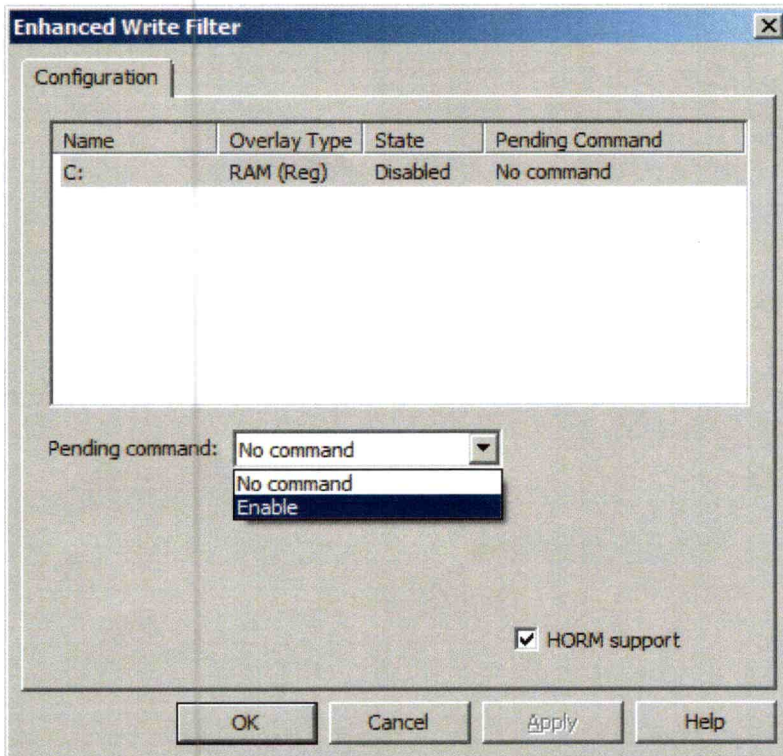 Enhanced Write Filter
Configuration
Name Overlay Type State Pending Command
C: RAM (Reg) Disabled No command
Pending command: No command
No command
Enable
HORM support
OK Cancel Apply Help